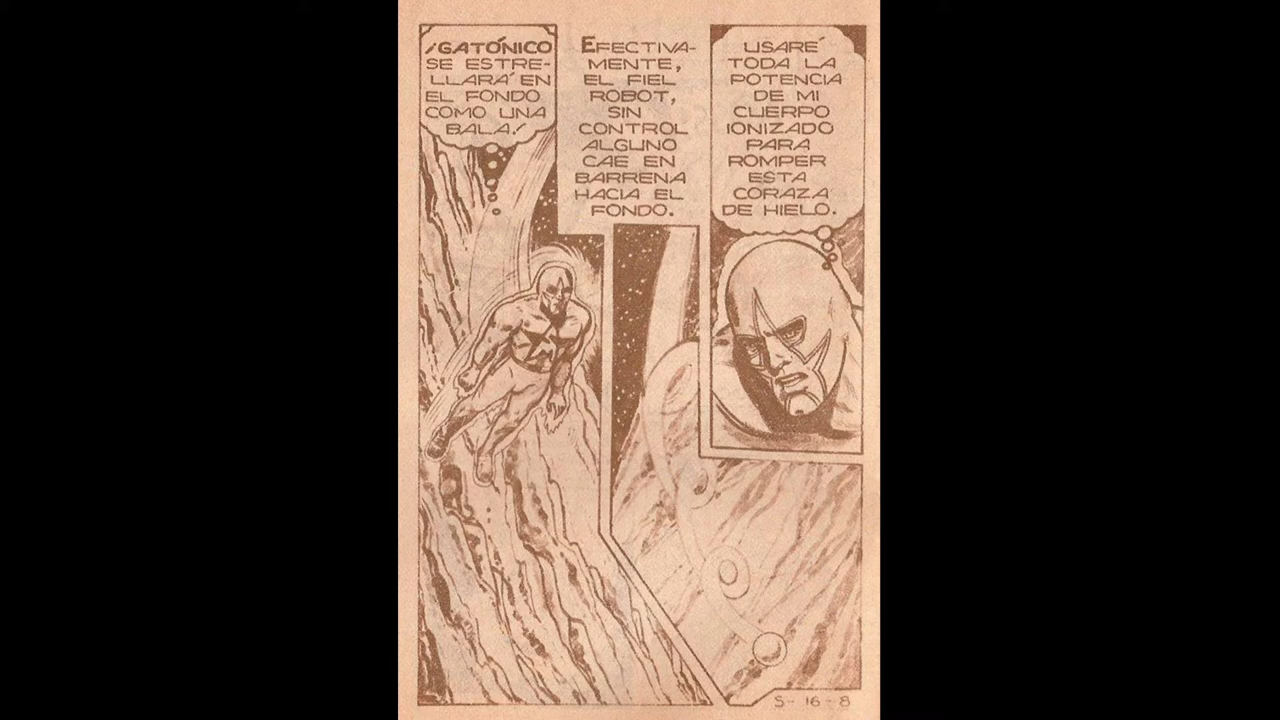 ¡GATÓNICO
SE ESTRE-
LLARÁ EN
EL FONDO
COMO UNA
BALA!
EFECTIVA-
MENTE,
EL FIEL
ROBOT,
SIN
CONTROL
ALGUNO
CAE EN
BARRENA
HACIA EL
FONDO.
USARÉ
TODA LA
POTENCIA
DE MI
CUERPO
IONIZADO
PARA
ROMPER
ESTA
CORAZA
DE HIELO.
S-16-8